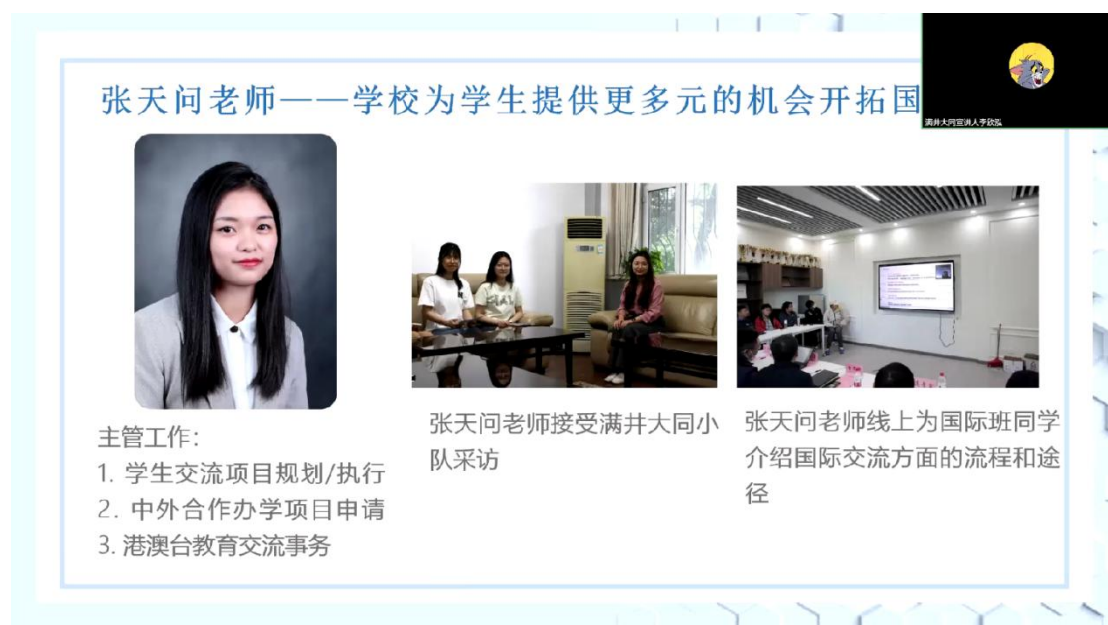 张天问老师——学校为学生提供更多元的机会开拓国
满井大同宣讲人李欣泓
主管工作:
1. 学生交流项目规划/执行
2. 中外合作办学项目申请
3. 港澳台教育交流事务
张天问老师接受满井大同小
队采访
张天问老师线上为国际班同学
介绍国际交流方面的流程和途
径